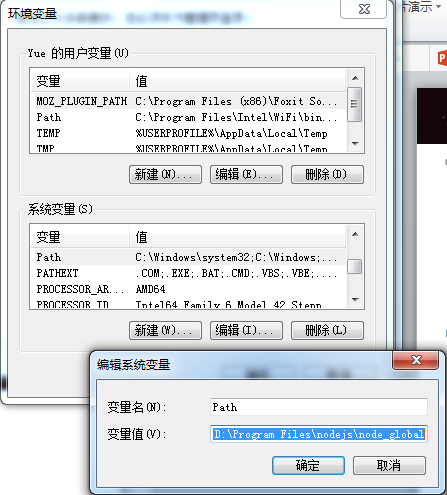 片演示
环境变量
Yue 的用户变量(U)
变量 值
MOZ_PLUGIN_PATH C:\Program Files (x86)\Foxit So...
Path C:\Program Files\Intel\WiFi\bin...
TEMP %USERPROFILE%\AppData\Local\Temp
TMP %USERPROFILE%\AppData\Local\Temp
新建(N)... 编辑(E)... 删除(D)
系统变量(S)
变量 值
Path C:\Windows\system32;C:\Windows;...
PATHEXT .COM;.EXE;.BAT;.CMD;.VBS;.VBE;....
PROCESSOR_AR... AMD64
PROCESSOR_ID Intel64 Family 6 Model 42 Stepp
新建(W)... 编辑(I)... 删除(L)
编辑系统变量
变量名(N): Path
变量值(V): D:\Program Files\nodejs\node_global
确定 取消